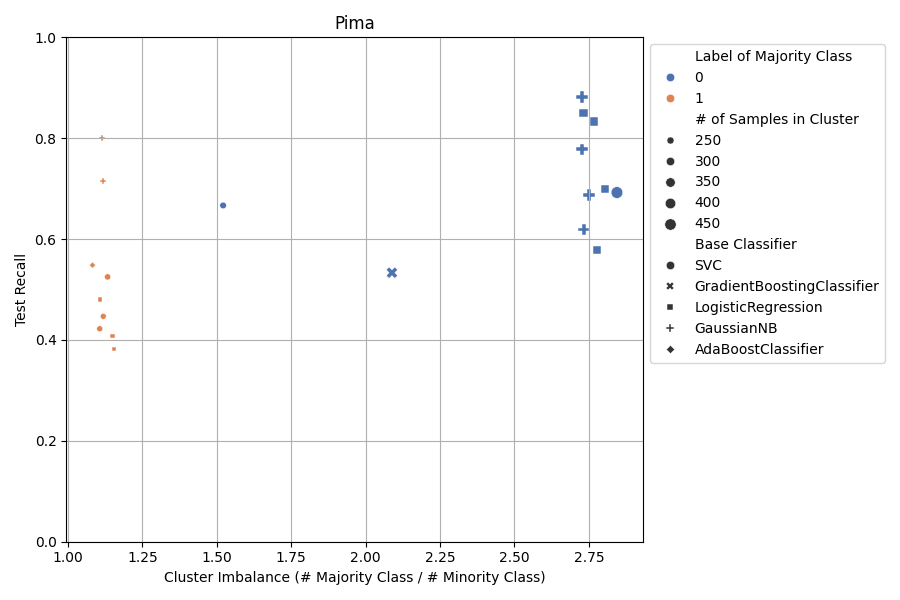 Pima
1.0
0.8
0.6
0.4
0.2
0.0
Test Recall
1.00 1.25 1.50 1.75 2.00 2.25 2.50 2.75
Cluster Imbalance (# Majority Class / # Minority Class)
Label of Majority Class
0
1
# of Samples in Cluster
250
300
350
400
450
Base Classifier
SVC
GradientBoostingClassifier
LogisticRegression
GaussianNB
AdaBoostClassifier